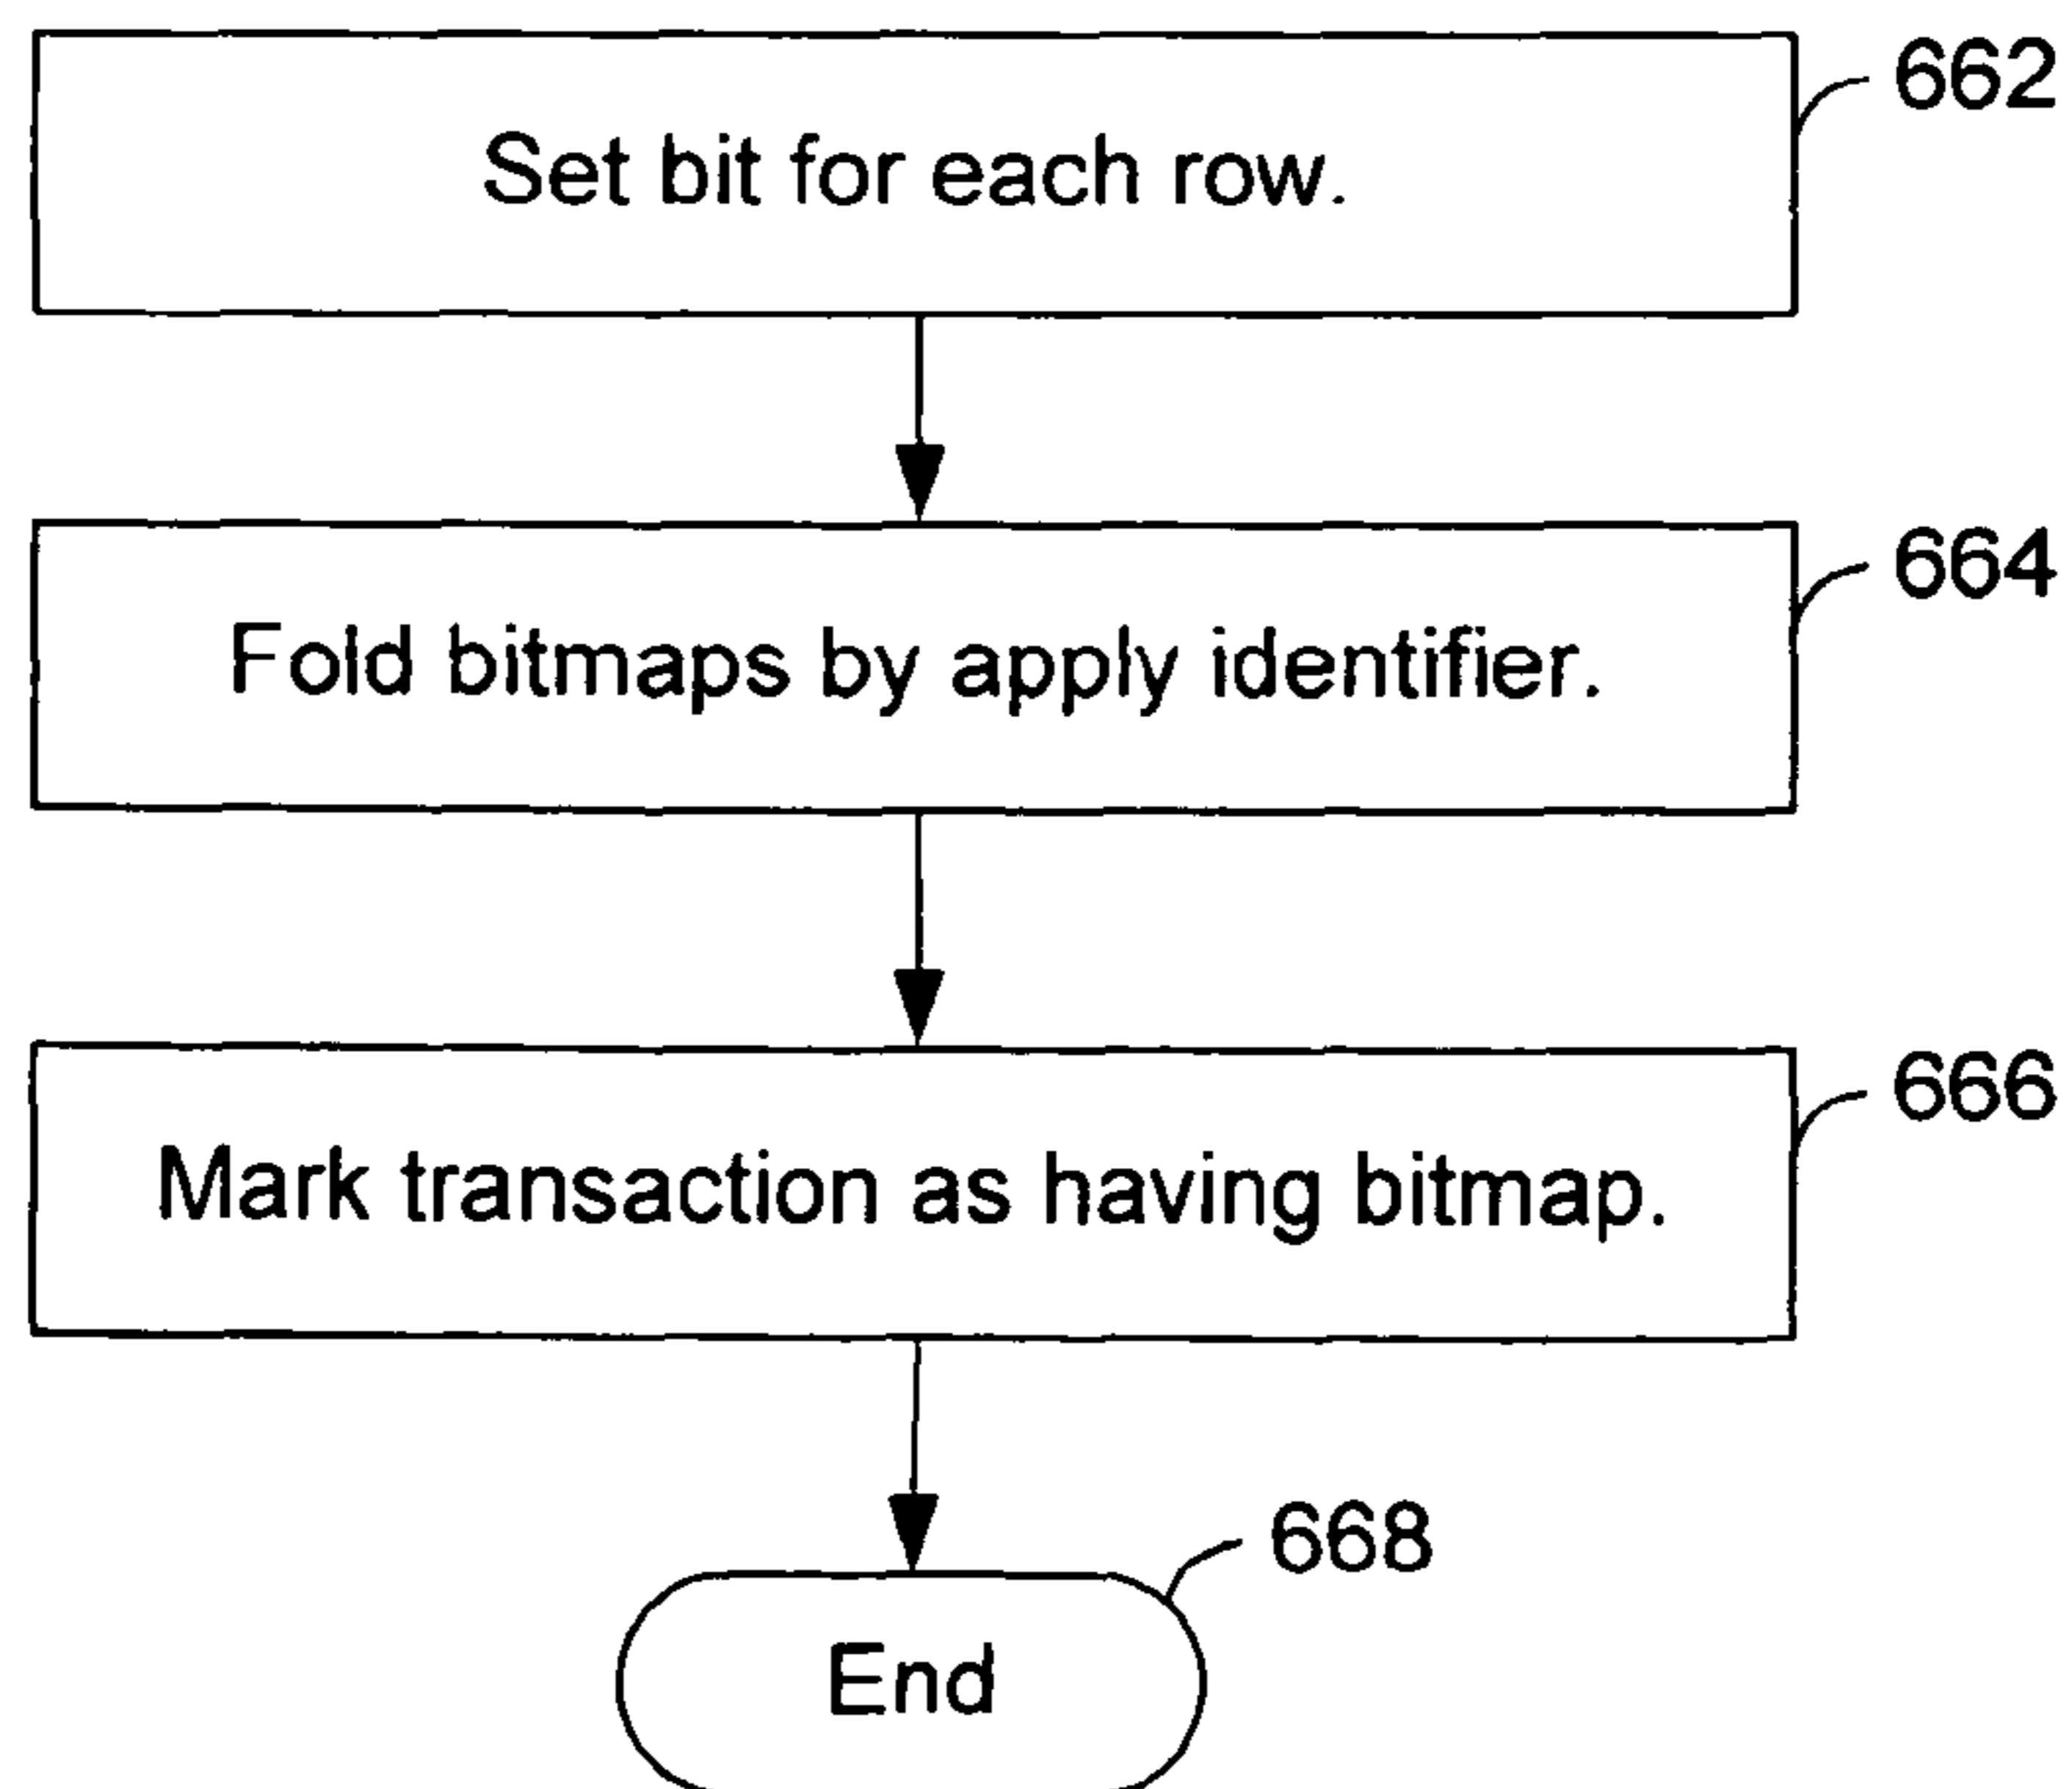 662
Set bit for each row.
664
Fold bitmaps by apply identifier.
666
Mark transaction as having bitmap.
668
End